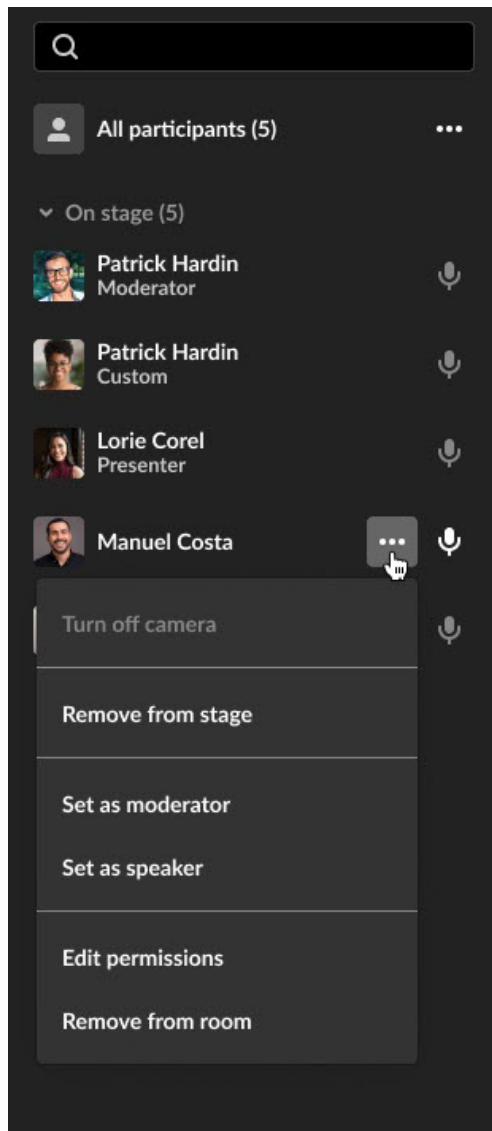 All participants (5)
On stage (5)
Patrick Hardin
Moderator
Patrick Hardin
Custom
Lorie Corel
Presenter
Manuel Costa
Turn off camera
Remove from stage
Set as moderator
Set as speaker
Edit permissions
Remove from room